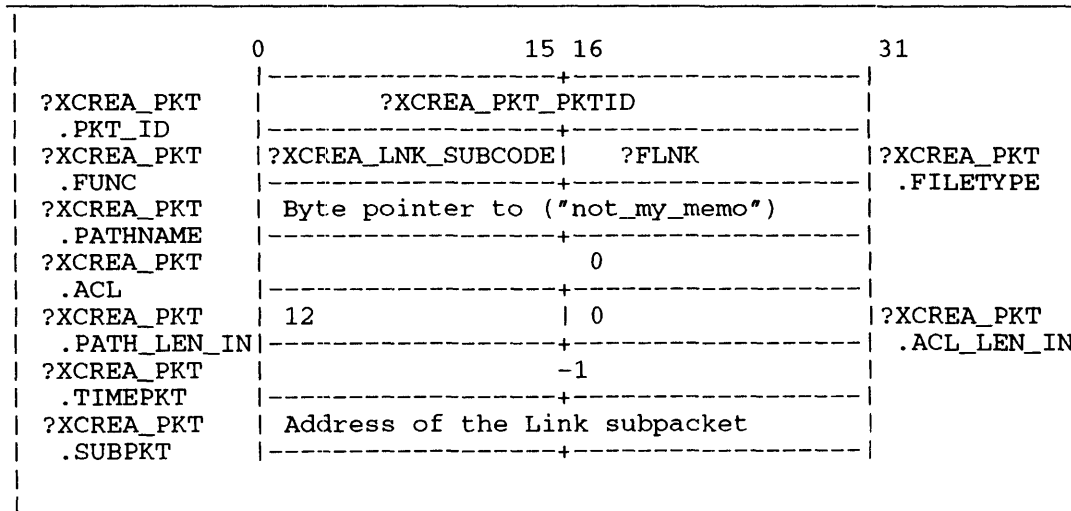 0 15 16 31
|------------------+------------------|
?XCREA_PKT | ?XCREA_PKT_PKTID |
.PKT_ID |------------------+------------------|
?XCREA_PKT |?XCREA_LNK_SUBCODE| ?FLNK |?XCREA_PKT
.FUNC |------------------+------------------| .FILETYPE
?XCREA_PKT | Byte pointer to ("not_my_memo") |
.PATHNAME |------------------+------------------|
?XCREA_PKT | 0 |
.ACL |------------------+------------------|
?XCREA_PKT | 12 | 0 |?XCREA_PKT
.PATH_LEN_IN|------------------+------------------| .ACL_LEN_IN
?XCREA_PKT | -1 |
.TIMEPKT |------------------+------------------|
?XCREA_PKT | Address of the Link subpacket |
.SUBPKT |------------------+------------------|